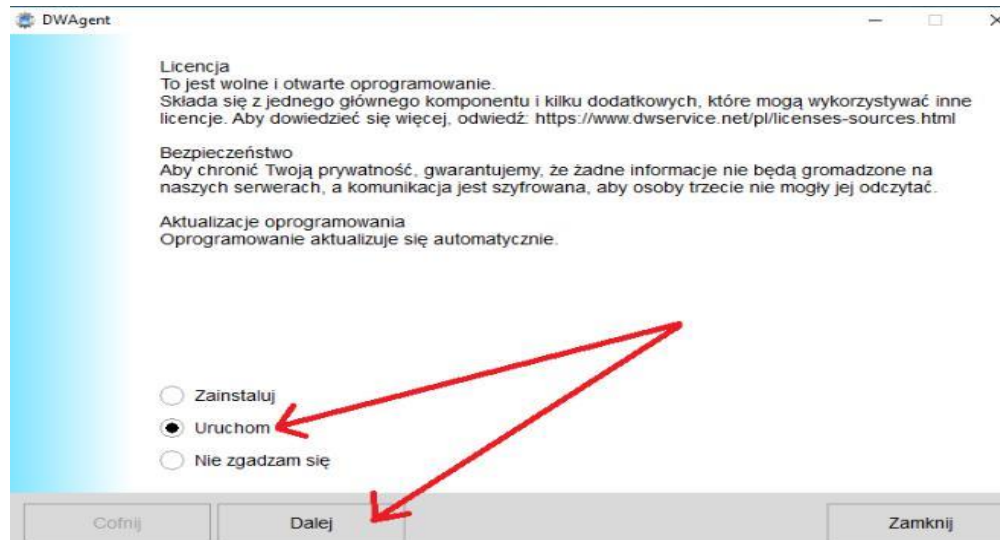 DWAgent
Licencja
To jest wolne i otwarte oprogramowanie.
Składa się z jednego głównego komponentu i kilku dodatkowych, które mogą wykorzystywać inne
licencje. Aby dowiedzieć się więcej, odwiedź: https://www.dwservice.net/pl/licenses-sources.html
Bezpieczeństwo
Aby chronić Twoją prywatność, gwarantujemy, że żadne informacje nie będą gromadzone na
naszych serwerach, a komunikacja jest szyfrowana, aby osoby trzecie nie mogły jej odczytać.
Aktualizacje oprogramowania
Oprogramowanie aktualizuje się automatycznie.
Zainstaluj
Uruchom
Nie zgadzam się
Cofnij Dalej Zamknij